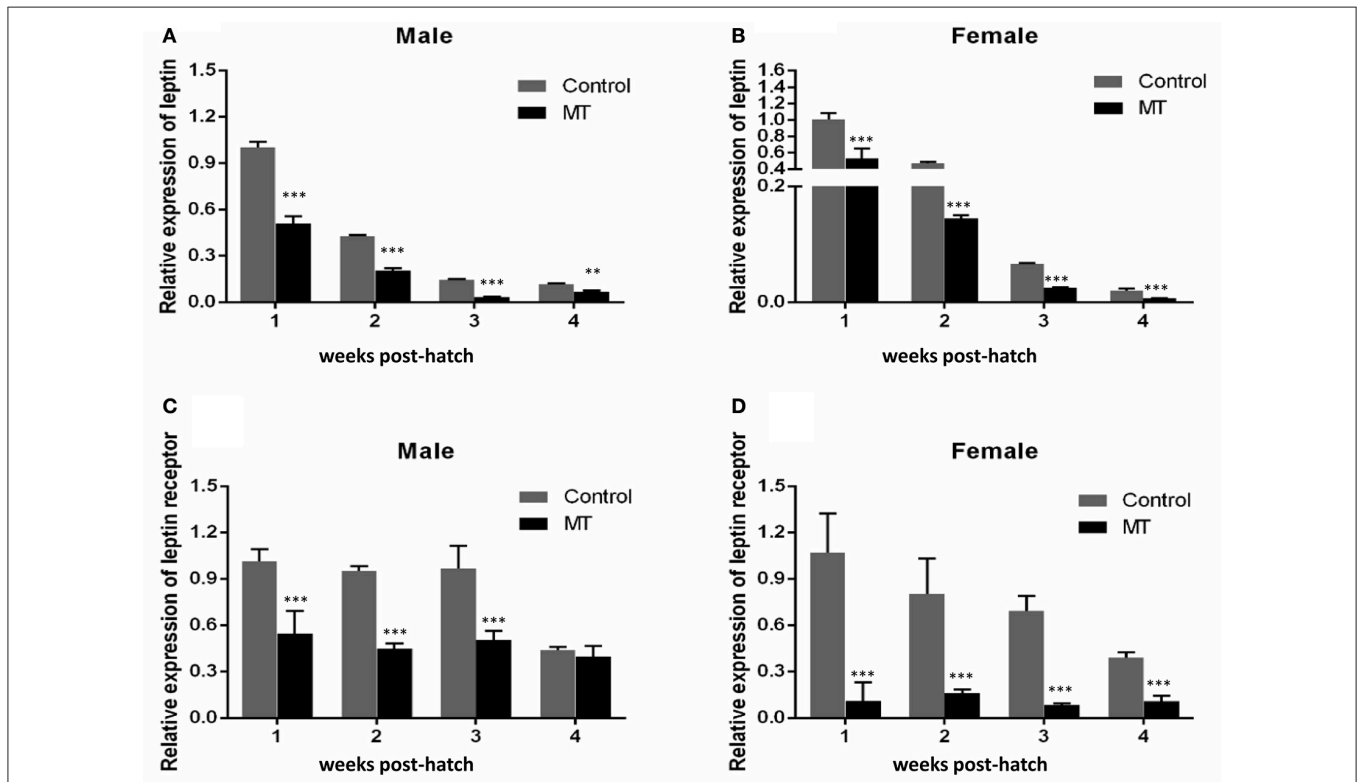 A
Male
Relative expression of leptin
1.5
1.2
0.9
0.6
0.3
0.0
Control
MT
***
***
***
**
1
2
3
4
weeks post-hatch
B
Female
Relative expression of leptin
1.6
1.4
1.2
1.0
0.8
0.6
0.4
0.2
0.0
Control
MT
***
***
***
***
1
2
3
4
weeks post-hatch
C
Male
Relative expression of leptin receptor
1.5
1.2
0.9
0.6
0.3
0.0
Control
MT
***
***
***
1
2
3
4
weeks post-hatch
D
Female
Relative expression of leptin receptor
1.5
1.2
0.9
0.6
0.3
0.0
Control
MT
***
***
***
***
1
2
3
4
weeks post-hatch